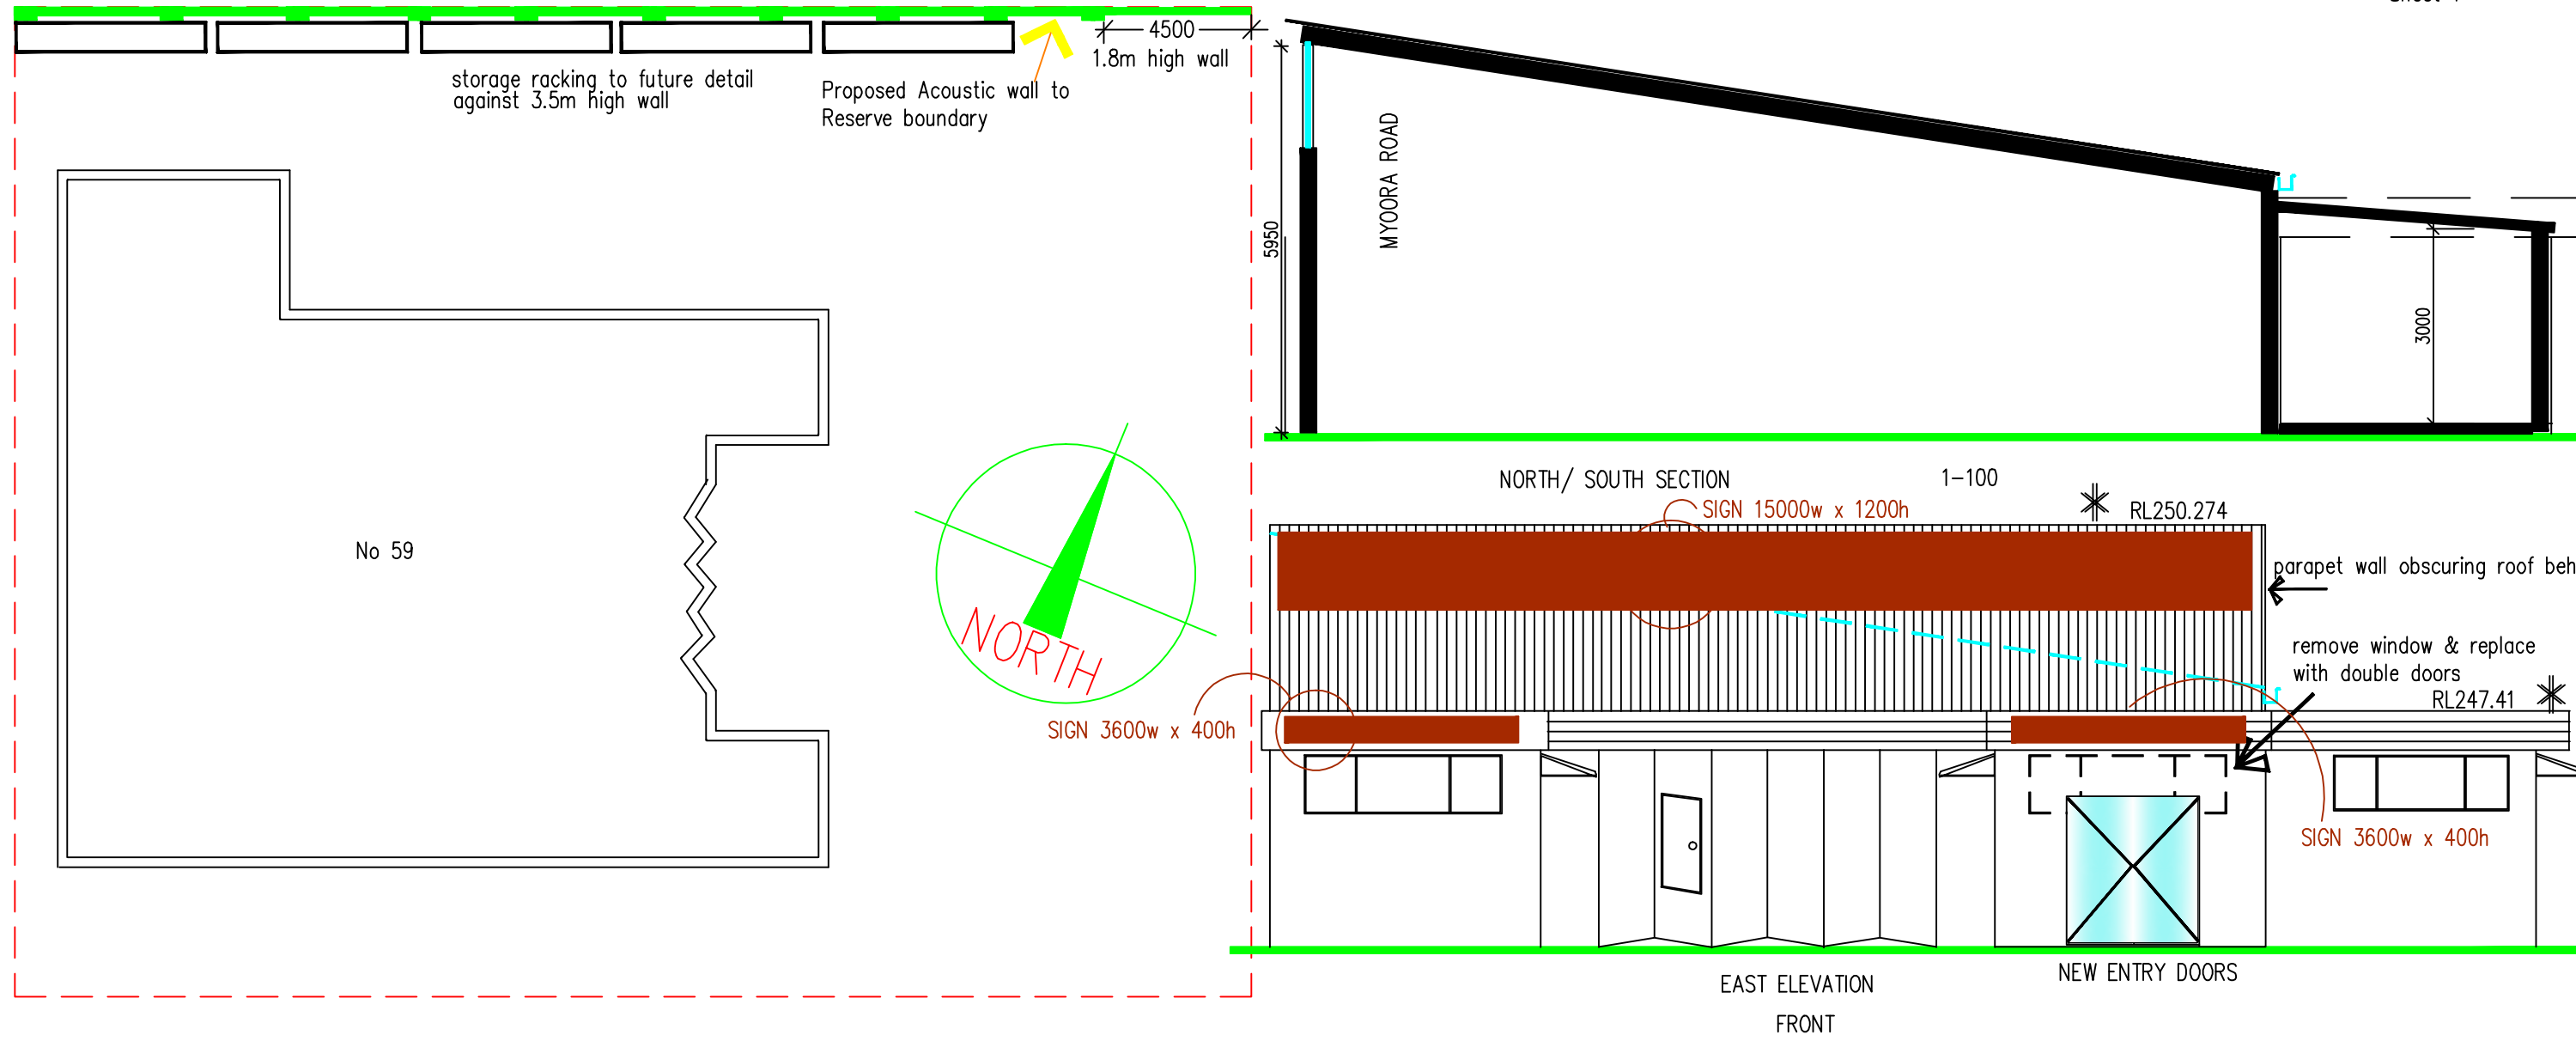 4500
1.8m high wall
storage racking to future detail
against 3.5m high wall
Proposed Acoustic wall to
Reserve boundary
No 59
NORTH
MYOORA ROAD
5950
3000
NORTH/ SOUTH SECTION
1-100
SIGN 15000w x 1200h
RL250.274
parapet wall obscuring roof beh
remove window & replace
with double doors
RL247.41
SIGN 3600w x 400h
SIGN 3600w x 400h
EAST ELEVATION
FRONT
NEW ENTRY DOORS